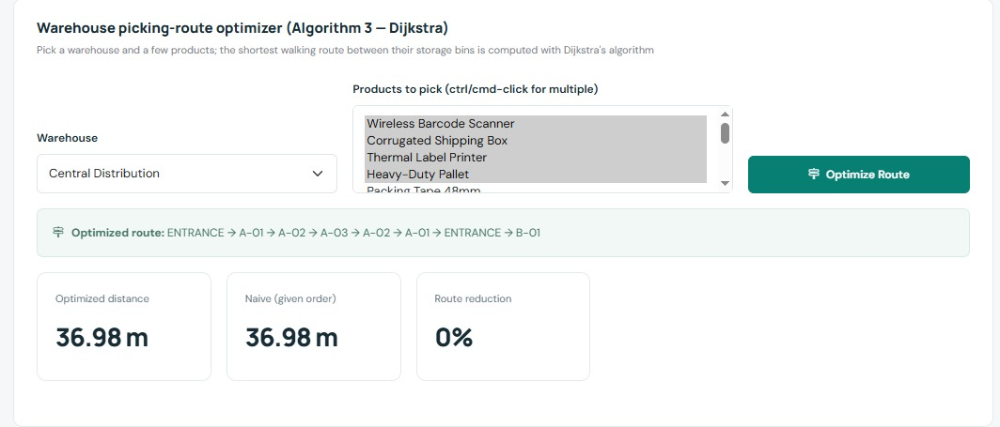 Warehouse picking-route optimizer (Algorithm 3 — Dijkstra)
Pick a warehouse and a few products; the shortest walking route between their storage bins is computed with Dijkstra's algorithm
Products to pick (ctrl/cmd-click for multiple)
Wireless Barcode Scanner
Corrugated Shipping Box
Thermal Label Printer
Heavy-Duty Pallet
Packing Tape 48mm
Warehouse
Central Distribution
Optimize Route
Optimized route: ENTRANCE → A-01 → A-02 → A-03 → A-02 → A-01 → ENTRANCE → B-01
Optimized distance
36.98 m
Naive (given order)
36.98 m
Route reduction
0%